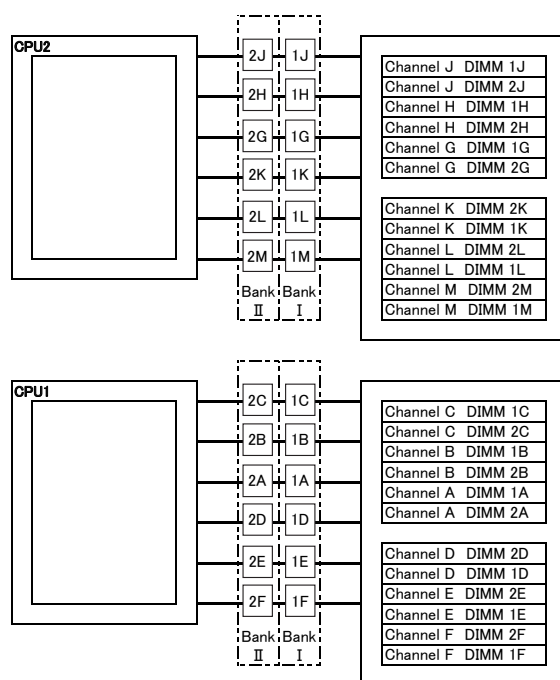 CPU2
2J 1J
2H 1H
2G 1G
2K 1K
2L 1L
2M 1M
Bank Bank
Ⅱ Ⅰ
Channel J DIMM 1J
Channel J DIMM 2J
Channel H DIMM 1H
Channel H DIMM 2H
Channel G DIMM 1G
Channel G DIMM 2G
Channel K DIMM 2K
Channel K DIMM 1K
Channel L DIMM 2L
Channel L DIMM 1L
Channel M DIMM 2M
Channel M DIMM 1M
CPU1
2C 1C
2B 1B
2A 1A
2D 1D
2E 1E
2F 1F
Bank Bank
Ⅱ Ⅰ
Channel C DIMM 1C
Channel C DIMM 2C
Channel B DIMM 1B
Channel B DIMM 2B
Channel A DIMM 1A
Channel A DIMM 2A
Channel D DIMM 2D
Channel D DIMM 1D
Channel E DIMM 2E
Channel E DIMM 1E
Channel F DIMM 2F
Channel F DIMM 1F